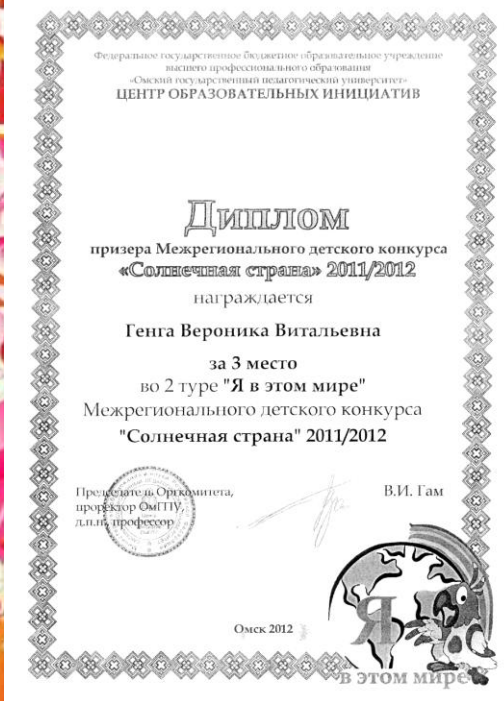 Федеральное государственное бюджетное образовательное учреждение
высшего профессионального образования
«Омский государственный педагогический университет»
ЦЕНТР ОБРАЗОВАТЕЛЬНЫХ ИНИЦИАТИВ
Диплом
призера Межрегионального детского конкурса
«Солнечная страна» 2011/2012
награждается
Генга Вероника Витальевна
за 3 место
во 2 туре "Я в этом мире"
Межрегионального детского конкурса
"Солнечная страна" 2011/2012
Председатель Оргкомитета,
проректор ОмГПУ,
д.п.н, профессор
В.И. Гам
Омск 2012
Я
в этом мире